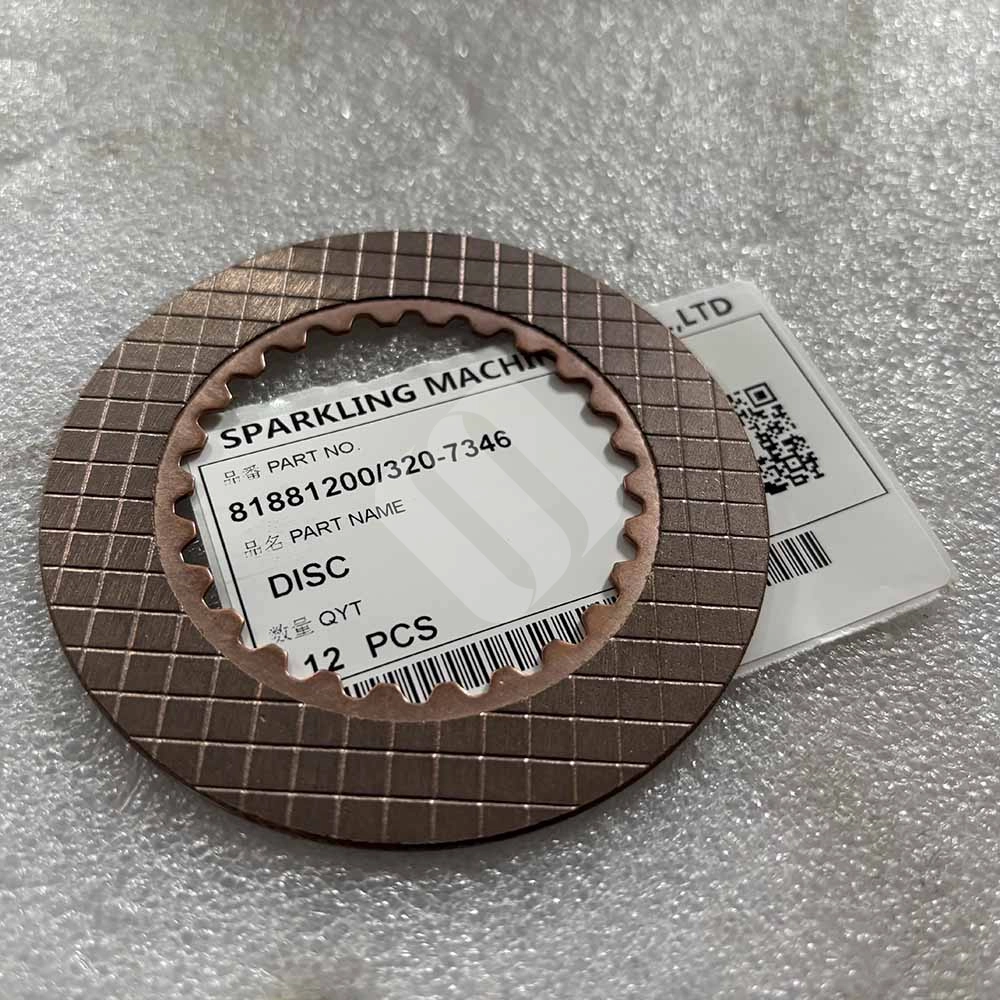 SPARKLING MACHIN ,LTD
品番 PART NO.
81881200/320-7346
品名 PART NAME
DISC
数量 QYT
12 PCS